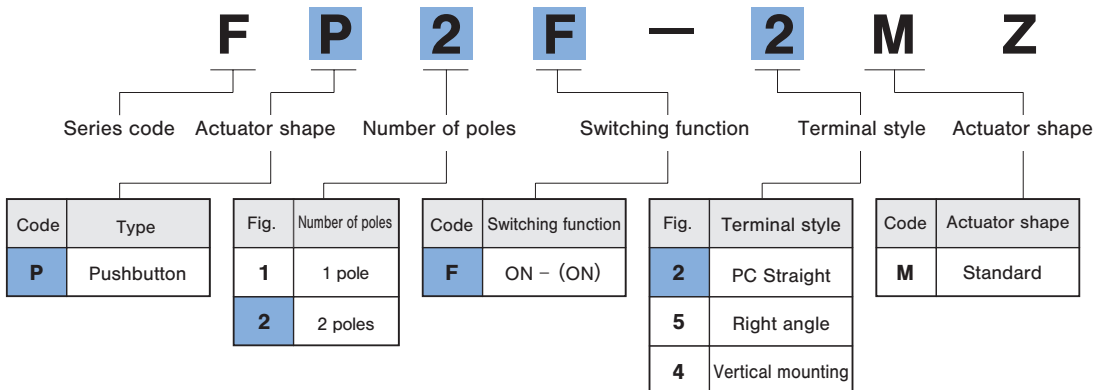 F P 2 F - 2 M Z
Series code Actuator shape Number of poles Switching function Terminal style Actuator shape
Code Type
P Pushbutton
Fig. Number of poles
1 1 pole
2 2 poles
Code Switching function
F ON - (ON)
Fig. Terminal style
2 PC Straight
5 Right angle
4 Vertical mounting
Code Actuator shape
M Standard